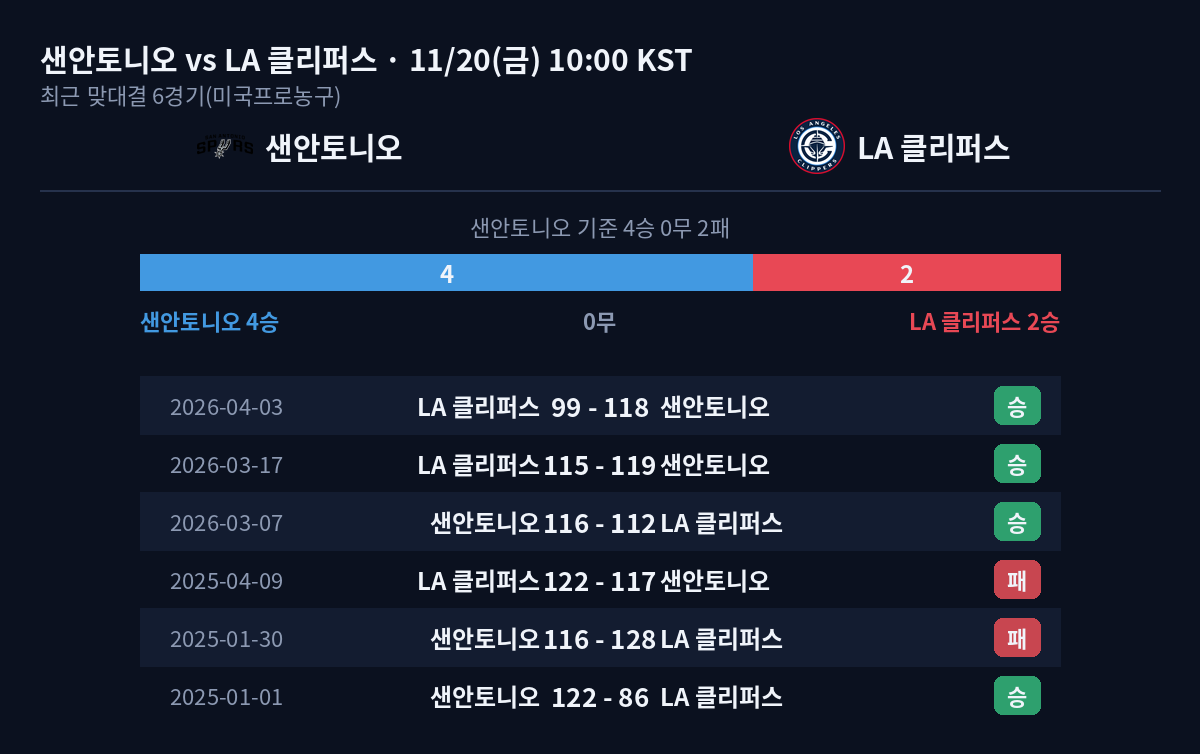 샌안토니오 vs LA 클리퍼스 · 11/20(금) 10:00 KST
최근 맞대결 6경기(미국프로농구)
SPURS 샌안토니오
LOS ANGELES CLIPPERS LA 클리퍼스
샌안토니오 기준 4승 0무 2패
4 2
샌안토니오 4승 0무 LA 클리퍼스 2승
2026-04-03 LA 클리퍼스 99 - 118 샌안토니오 승
2026-03-17 LA 클리퍼스 115 - 119 샌안토니오 승
2026-03-07 샌안토니오 116 - 112 LA 클리퍼스 승
2025-04-09 LA 클리퍼스 122 - 117 샌안토니오 패
2025-01-30 샌안토니오 116 - 128 LA 클리퍼스 패
2025-01-01 샌안토니오 122 - 86 LA 클리퍼스 승